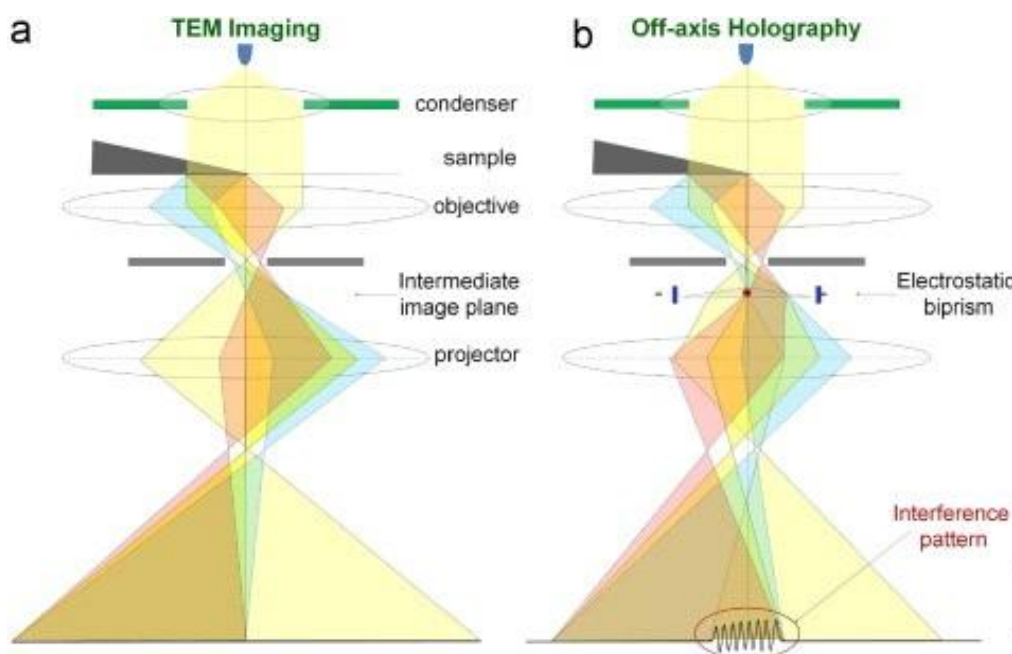 a
TEM Imaging
b
Off-axis Holography
condenser
sample
objective
Intermediate
image plane
Electrostatic
biprism
projector
Interference
pattern